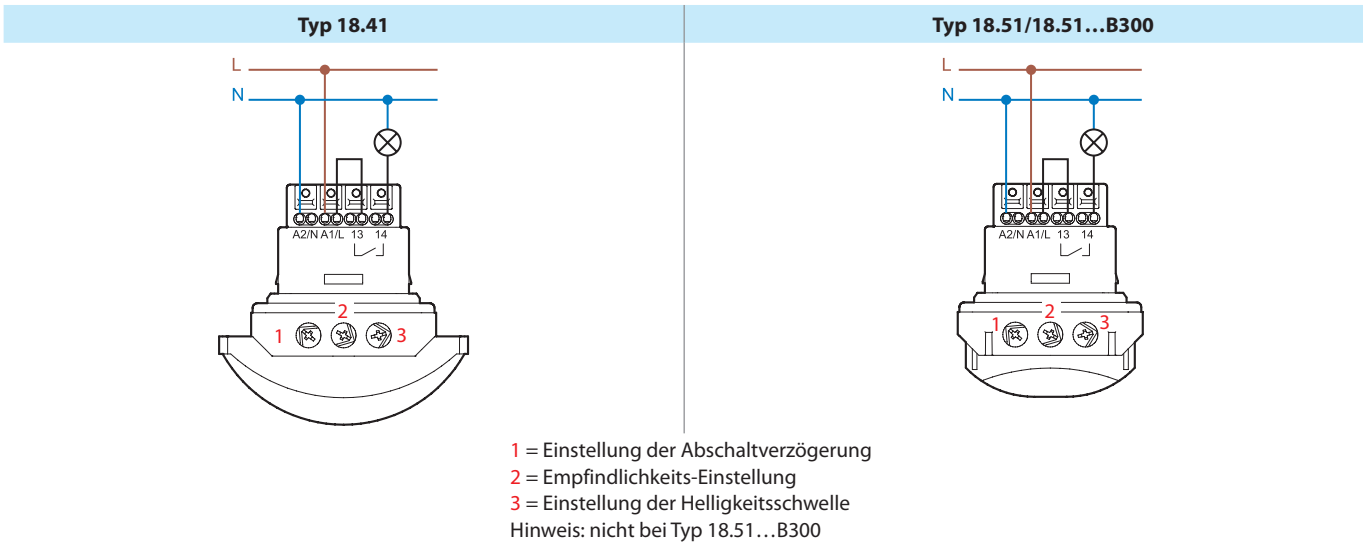 Typ 18.41
L
N
A2/N A1/L 13 14
1 2 3
Typ 18.51/18.51…B300
L
N
A2/N A1/L 13 14
1 2 3
1 = Einstellung der Abschaltverzögerung
2 = Empfindlichkeits-Einstellung
3 = Einstellung der Helligkeitsschwelle
Hinweis: nicht bei Typ 18.51…B300